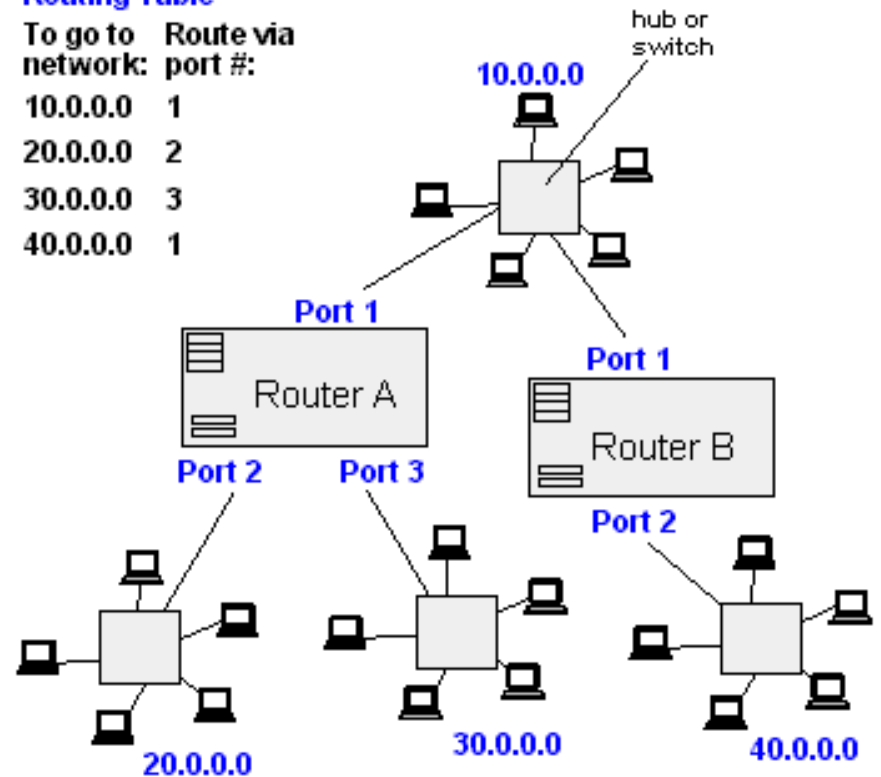 Routing Table
To go to Route via
network: port #:
10.0.0.0 1
20.0.0.0 2
30.0.0.0 3
40.0.0.0 1
hub or
switch
10.0.0.0
Port 1
Router A
Port 2 Port 3
Port 1
Router B
Port 2
20.0.0.0
30.0.0.0
40.0.0.0